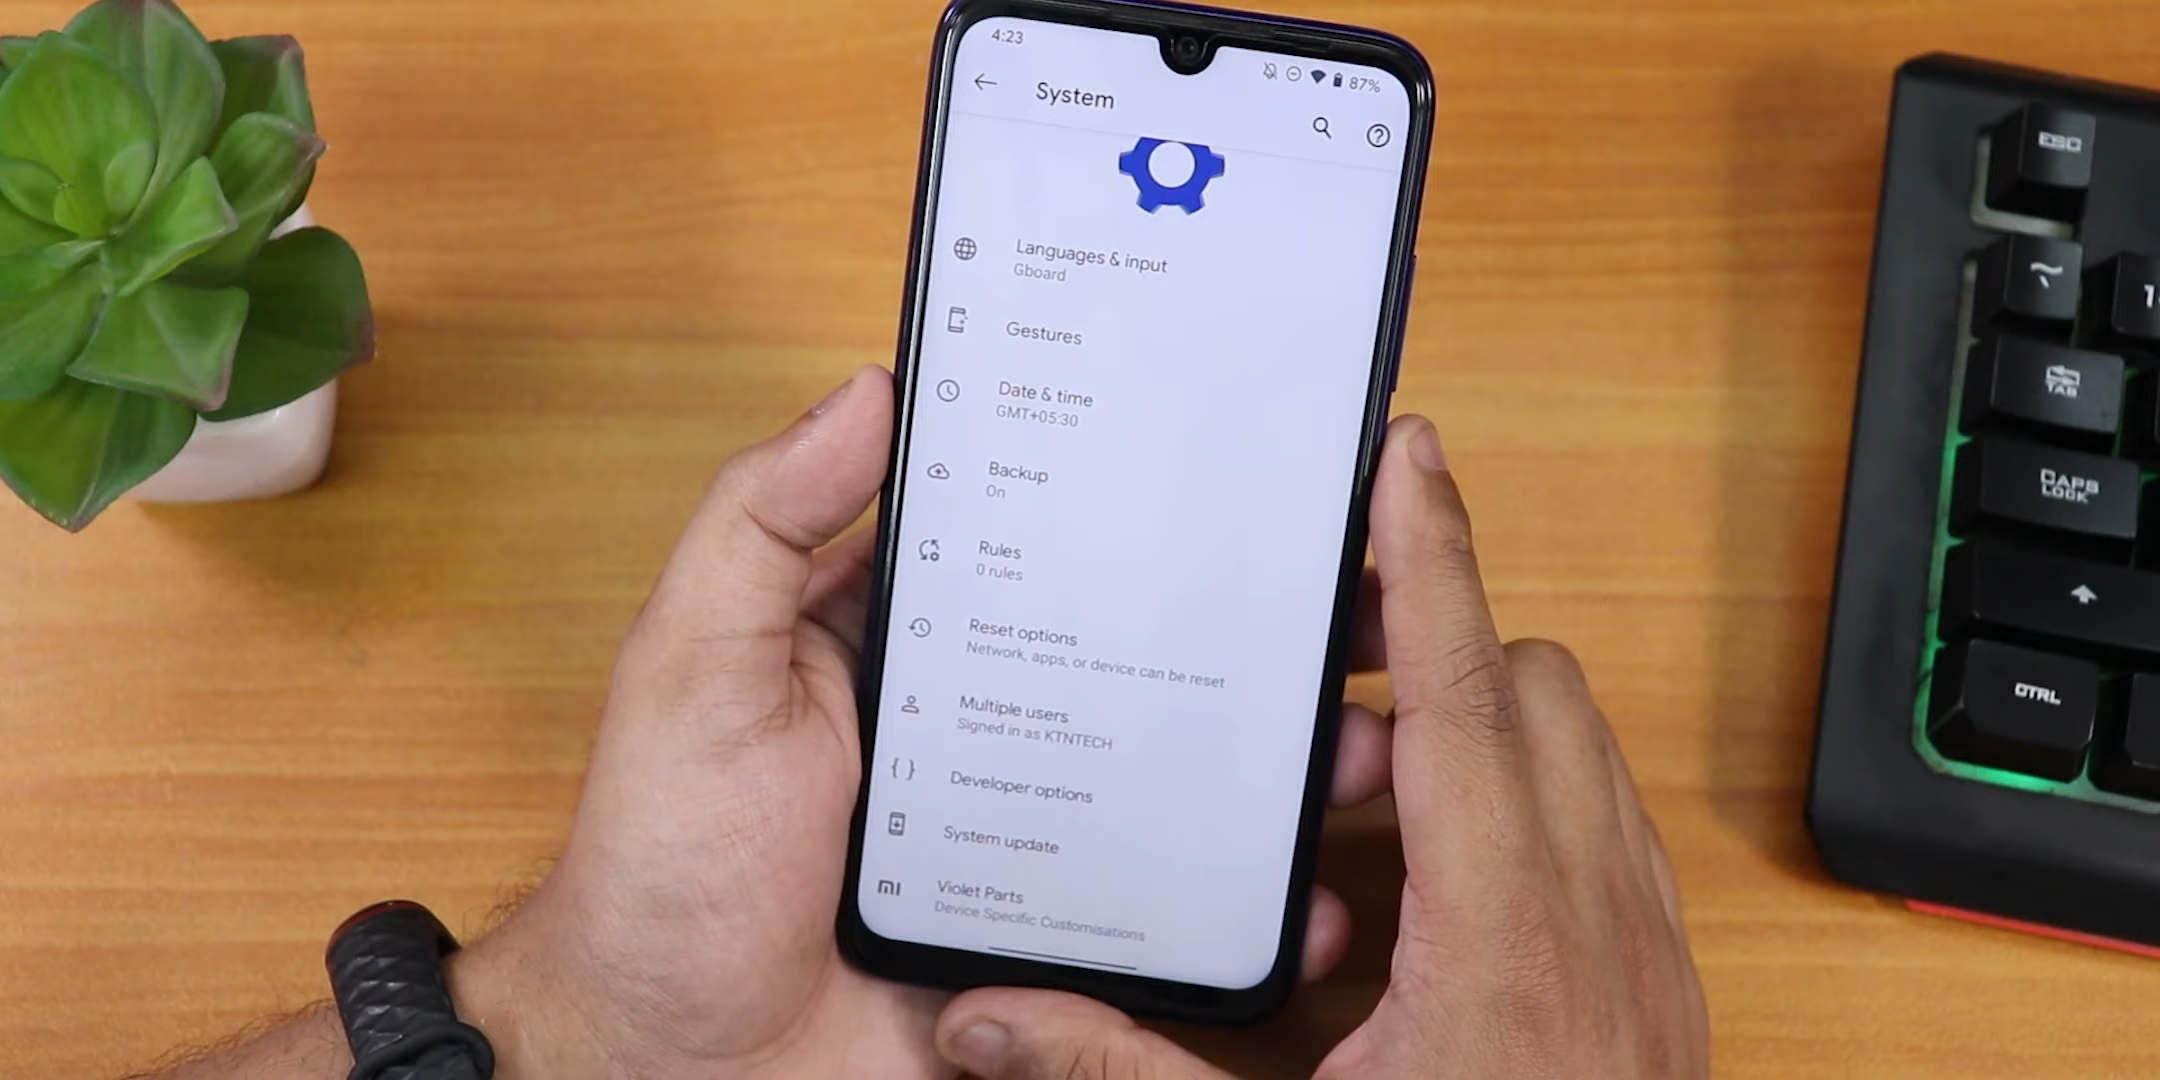 4:23
87%
System
Languages & input
Gboard
Gestures
Date & time
GMT+05:30
Backup
On
Rules
0 rules
Reset options
Network, apps, or device can be reset
Multiple users
Signed in as KTNTECH
Developer options
System update
mi
Violet Parts
Device Specific Customisations
ESC
~
1
TAB
CAPS
LOCK
CTRL